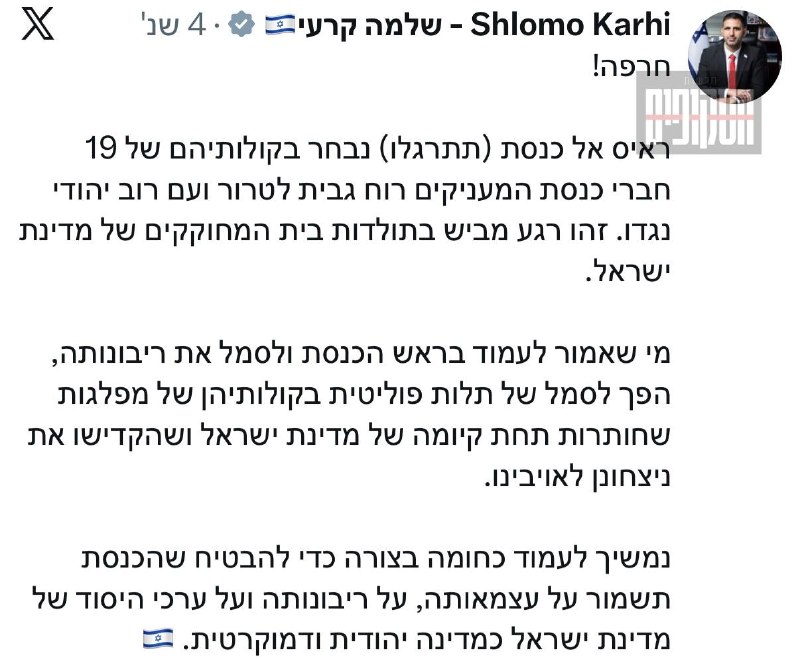 Shlomo Karhi - שלמה קרעי🇮🇱 · 4 שנ'
חרפה!
הסקופים
ראיס אל כנסת (תתרגלו) נבחר בקולותיהם של 19
חברי כנסת המעניקים רוח גבית לטרור ועם רוב יהודי
נגדו. זהו רגע מביש בתולדות בית המחוקקים של מדינת
ישראל.
מי שאמור לעמוד בראש הכנסת ולסמל את ריבונותה,
הפך לסמל של תלות פוליטית בקולותיהן של מפלגות
שחותרות תחת קיומה של מדינת ישראל ושהקדישו את
ניצחונן לאויבינו.
נמשיך לעמוד כחומה בצורה כדי להבטיח שהכנסת
תשמור על עצמאותה, על ריבונותה ועל ערכי היסוד של
מדינת ישראל כמדינה יהודית ודמוקרטית. 🇮🇱